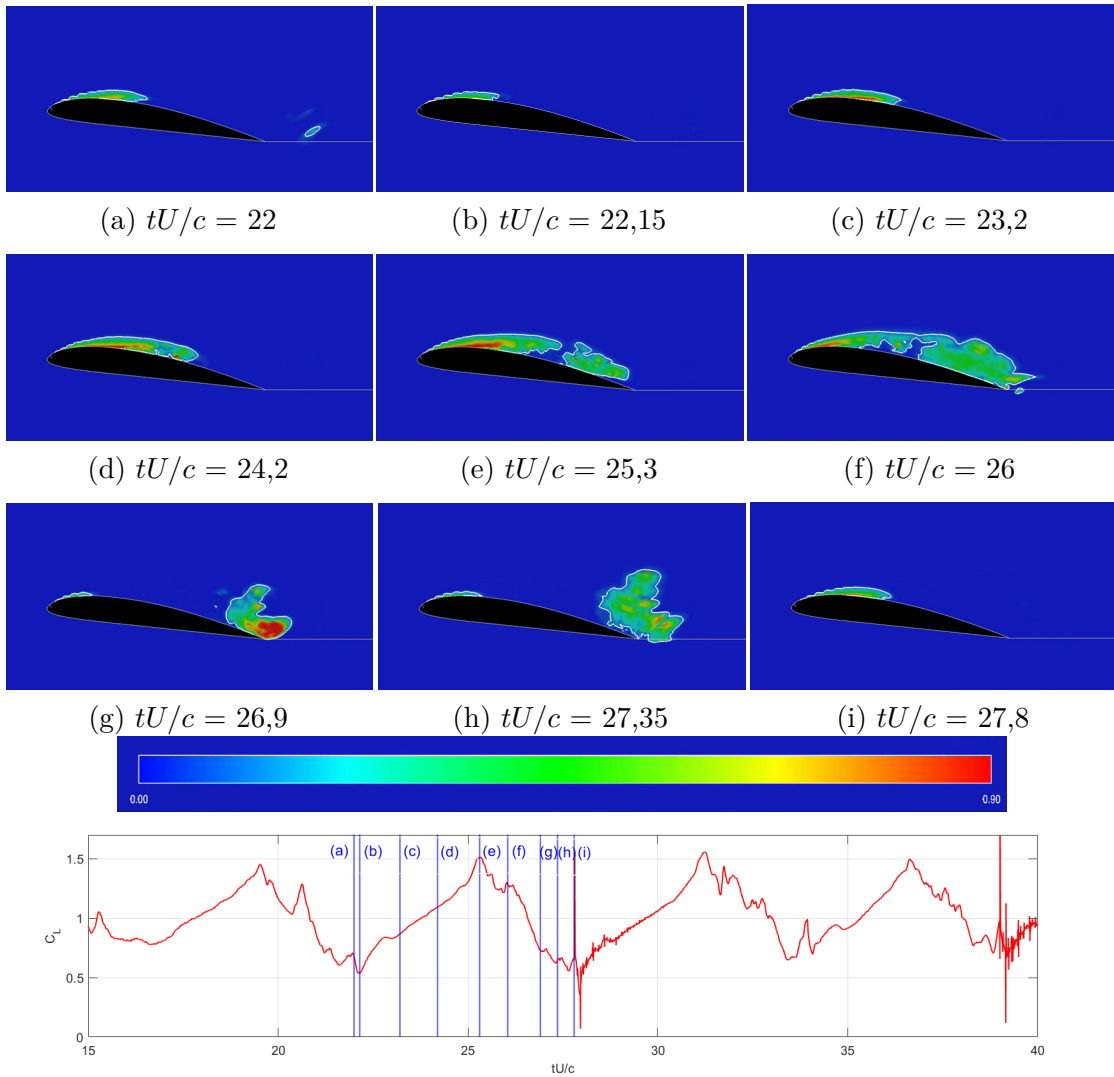 (a) tU/c = 22
(b) tU/c = 22,15
(c) tU/c = 23,2
(d) tU/c = 24,2
(e) tU/c = 25,3
(f) tU/c = 26
(g) tU/c = 26,9
(h) tU/c = 27,35
(i) tU/c = 27,8
0.00 0.90
(a) (b) (c) (d) (e) (f) (g) (h) (i)
1.5
1
0.5
0
C_L
15 20 25 30 35 40
tU/c